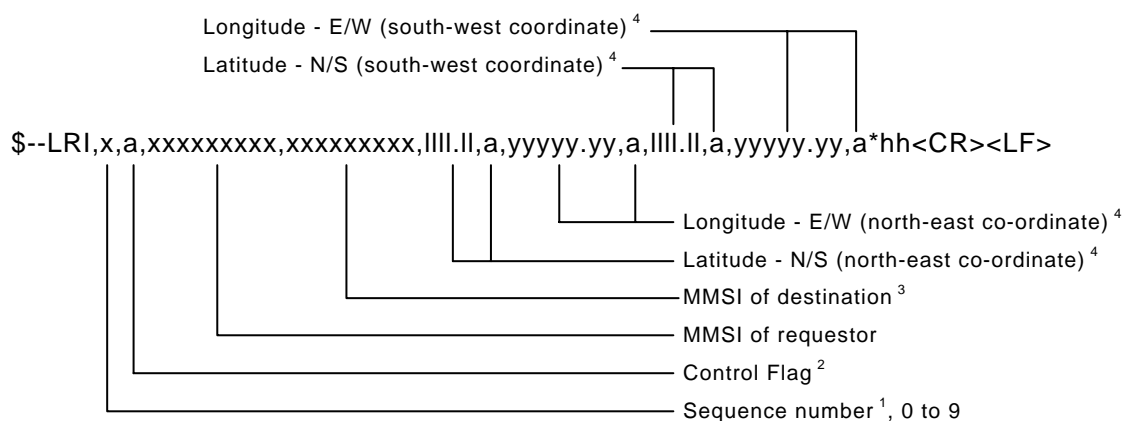 Longitude - E/W (south-west coordinate) 4
Latitude - N/S (south-west coordinate) 4
$--LRI,x,a,xxxxxxxxx,xxxxxxxxx,llll.ll,a,yyyyy.yy,a,llll.ll,a,yyyyy.yy,a*hh<CR><LF>
Longitude - E/W (north-east co-ordinate) 4
Latitude - N/S (north-east co-ordinate) 4
MMSI of destination 3
MMSI of requestor
Control Flag 2
Sequence number 1, 0 to 9